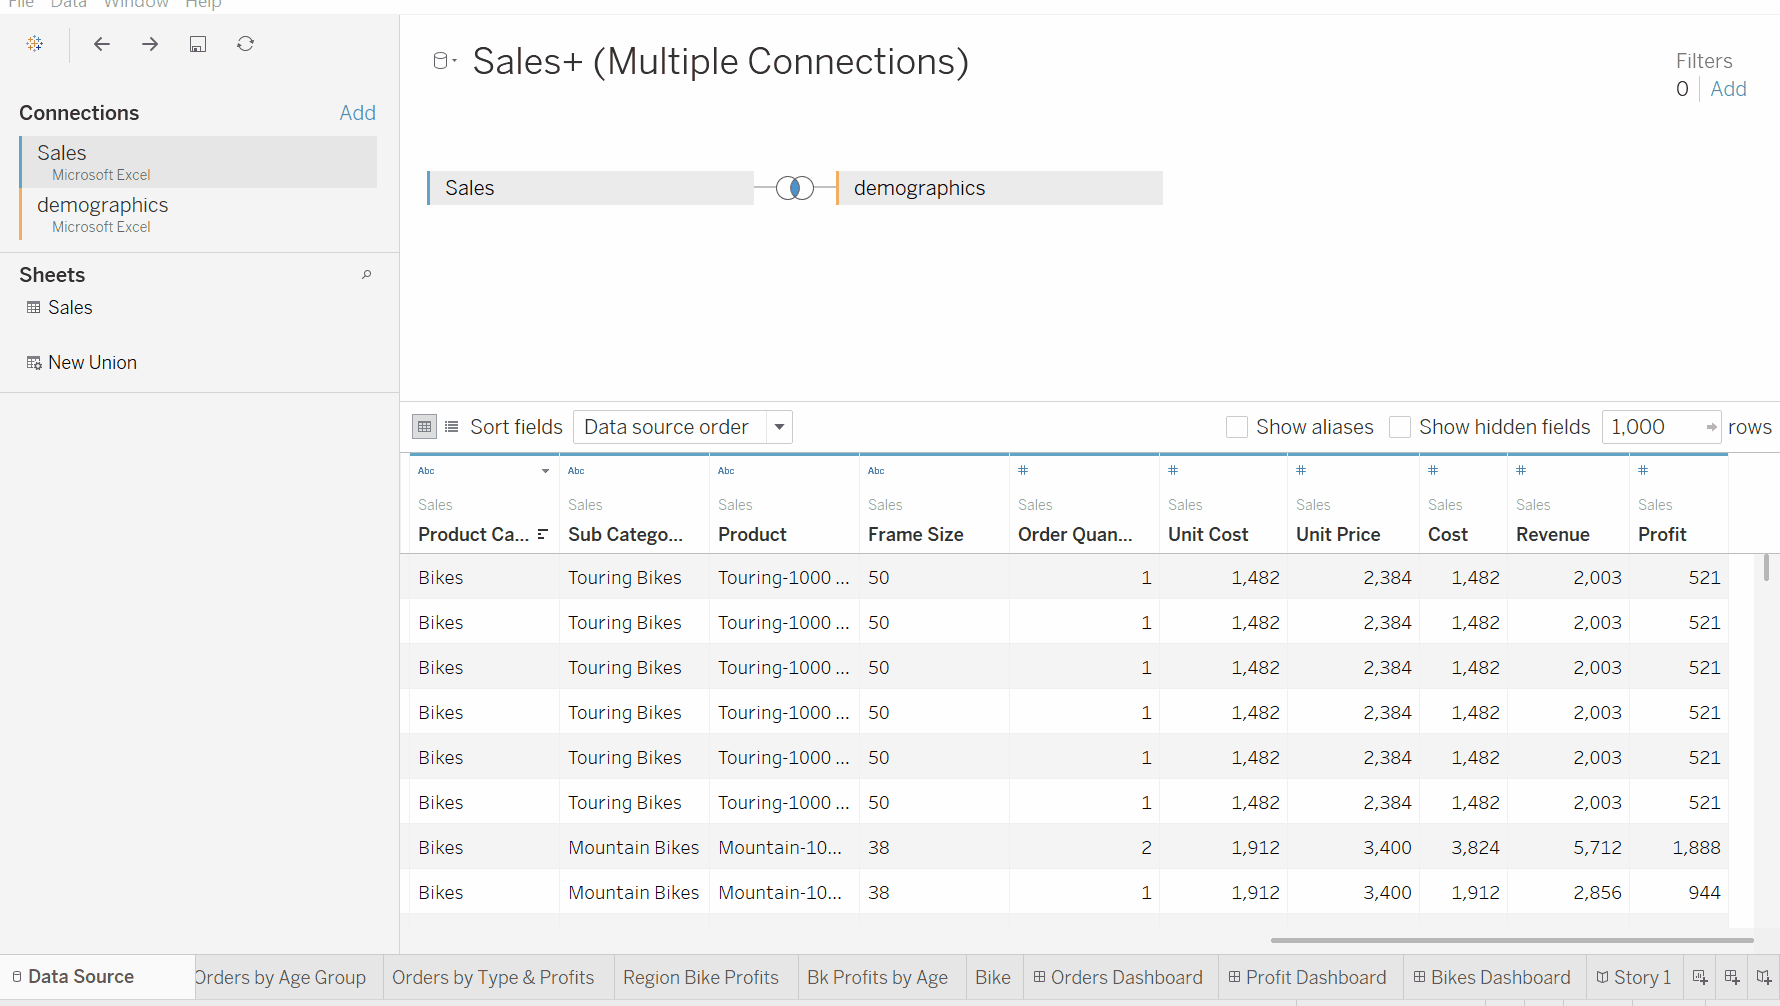 File Data Window Help
Connections Add
Sales
Microsoft Excel
demographics
Microsoft Excel
Sheets
Sales
New Union
Sales+ (Multiple Connections)
Filters
0 Add
Sales demographics
Sort fields Data source order Show aliases Show hidden fields 1,000 rows
Abc Abc Abc Abc # # # # # #
Sales Sales Sales Sales Sales Sales Sales Sales Sales Sales
Product Ca... Sub Catego... Product Frame Size Order Quan... Unit Cost Unit Price Cost Revenue Profit
Bikes Touring Bikes Touring-1000 ... 50 1 1,482 2,384 1,482 2,003 521
Bikes Touring Bikes Touring-1000 ... 50 1 1,482 2,384 1,482 2,003 521
Bikes Touring Bikes Touring-1000 ... 50 1 1,482 2,384 1,482 2,003 521
Bikes Touring Bikes Touring-1000 ... 50 1 1,482 2,384 1,482 2,003 521
Bikes Touring Bikes Touring-1000 ... 50 1 1,482 2,384 1,482 2,003 521
Bikes Touring Bikes Touring-1000 ... 50 1 1,482 2,384 1,482 2,003 521
Bikes Mountain Bikes Mountain-10... 38 2 1,912 3,400 3,824 5,712 1,888
Bikes Mountain Bikes Mountain-10... 38 1 1,912 3,400 1,912 2,856 944
Data Source Orders by Age Group Orders by Type & Profits Region Bike Profits Bk Profits by Age Bike Orders Dashboard Profit Dashboard Bikes Dashboard Story 1